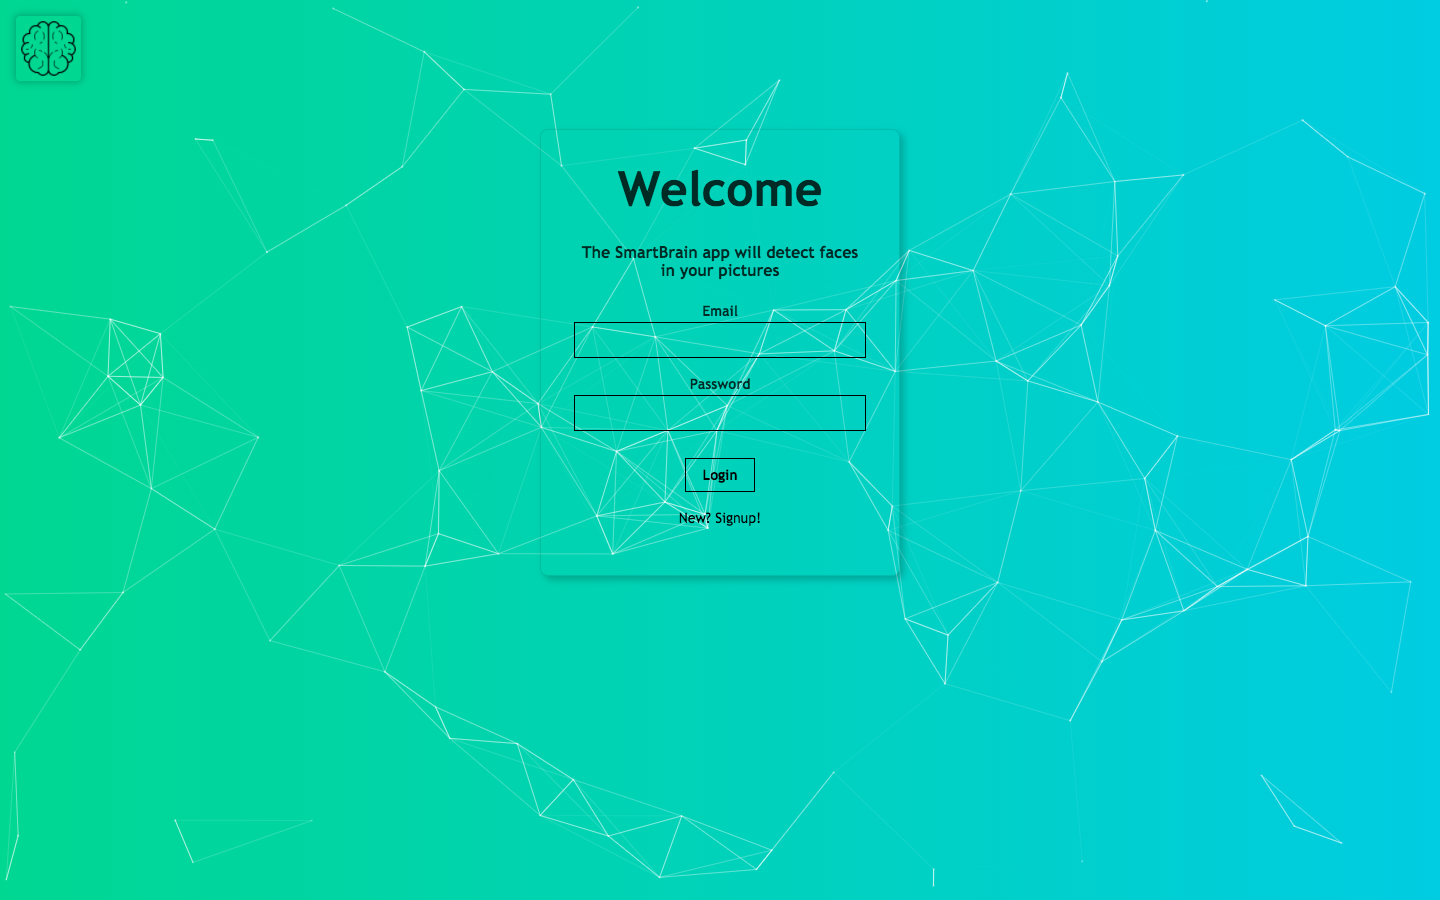 Welcome
The SmartBrain app will detect faces
in your pictures
Email
Password
Login
New? Signup!